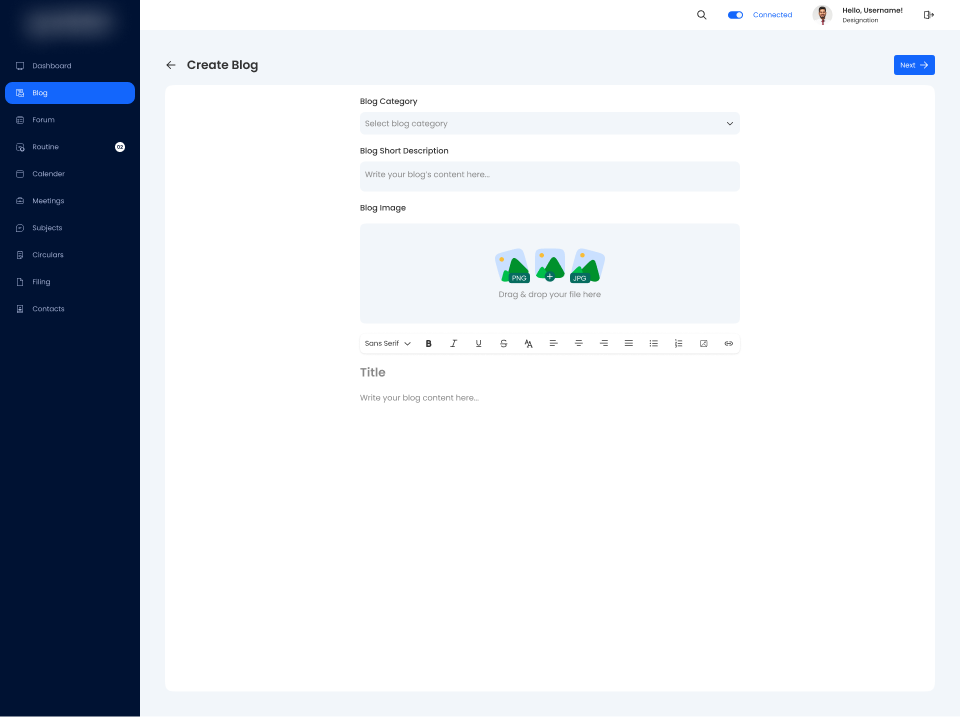 Connected
Hello, Username!
Designation
Dashboard
Blog
Forum
Routine 02
Calender
Meetings
Subjects
Circulars
Filing
Contacts
Create Blog
Next
Blog Category
Select blog category
Blog Short Description
Write your blog's content here...
Blog Image
PNG
JPG
Drag & drop your file here
Sans Serif B I U S AA
Title
Write your blog content here...